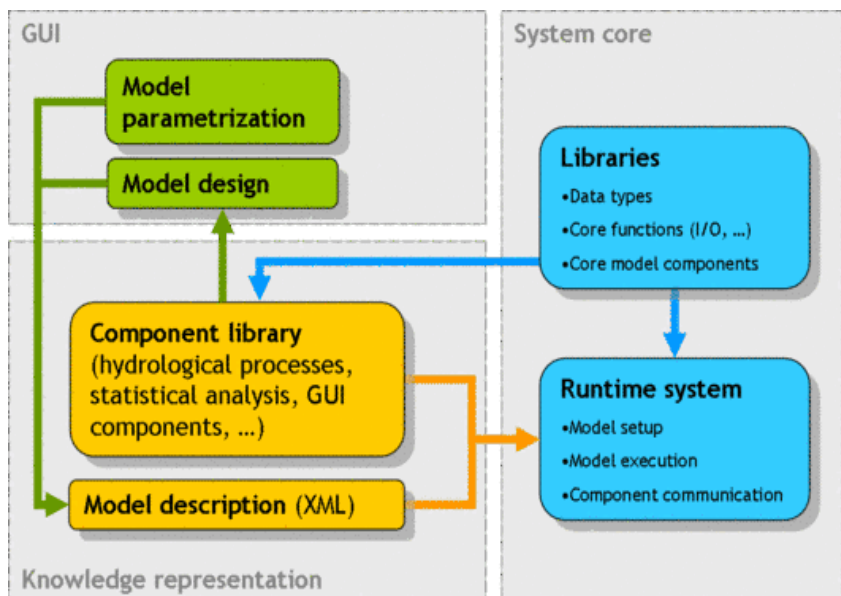 GUI
Model
parametrization
Model design
System core
Libraries
•Data types
•Core functions (I/O, …)
•Core model components
Component library
(hydrological processes,
statistical analysis, GUI
components, …)
Model description (XML)
Runtime system
•Model setup
•Model execution
•Component communication
Knowledge representation